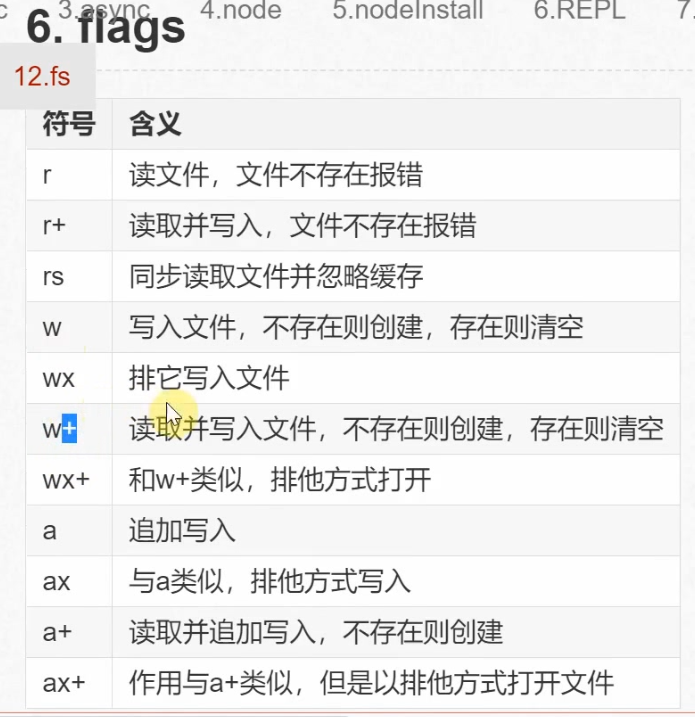 c 3.async 4.node 5.nodeInstall 6.REPL 7.
6. flags
12.fs
符号 含义
r 读文件，文件不存在报错
r+ 读取并写入，文件不存在报错
rs 同步读取文件并忽略缓存
w 写入文件，不存在则创建，存在则清空
wx 排它写入文件
w+ 读取并写入文件，不存在则创建，存在则清空
wx+ 和w+类似，排他方式打开
a 追加写入
ax 与a类似，排他方式写入
a+ 读取并追加写入，不存在则创建
ax+ 作用与a+类似，但是以排他方式打开文件